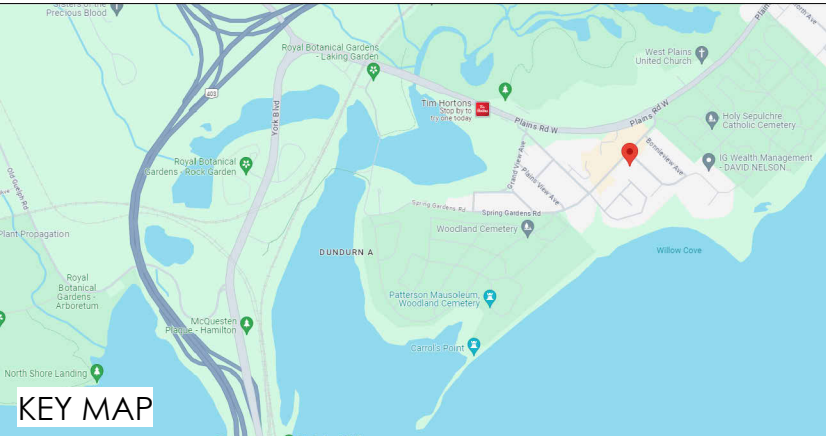 Sisters of the
Precious Blood
Royal Botanical Gardens
- Laking Garden
403
York Blvd
Tim Hortons
Stop by to
try one today
Plains Rd W
Plains Rd W
West Plains
United Church
Holy Sepulchre
Catholic Cemetery
IG Wealth Management
- DAVID NELSON...
Bonnieview Ave
Grand View Ave
Plains View Ave
Old Guelph Rd
Royal Botanical
Gardens - Rock Garden
Spring Gardens Rd
Spring Gardens Rd
Woodland Cemetery
Plant Propagation
DUNDURN A
Willow Cove
Royal
Botanical
Gardens -
Arboretum
Patterson Mausoleum,
Woodland Cemetery
McQuesten
Plaque - Hamilton
Carroll's Point
North Shore Landing
KEY MAP